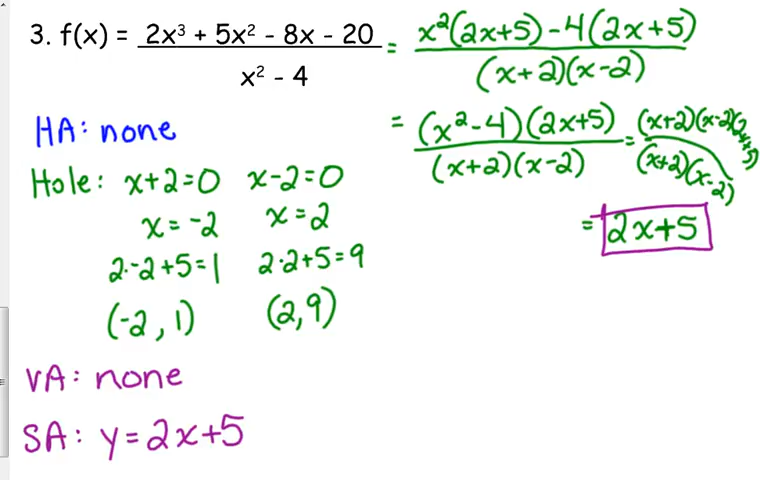 3. f(x) = 2x³ + 5x² - 8x - 20 / x² - 4 = x²(2x+5) - 4(2x+5) / (x+2)(x-2)
= (x²-4)(2x+5) / (x+2)(x-2) = (x+2)(x-2)(2x+5) / (x+2)(x-2)
= 2x+5
HA: none
Hole: x+2=0 x-2=0
x = -2 x = 2
2·-2+5=1 2·2+5=9
(-2, 1) (2,9)
VA: none
SA: y=2x+5